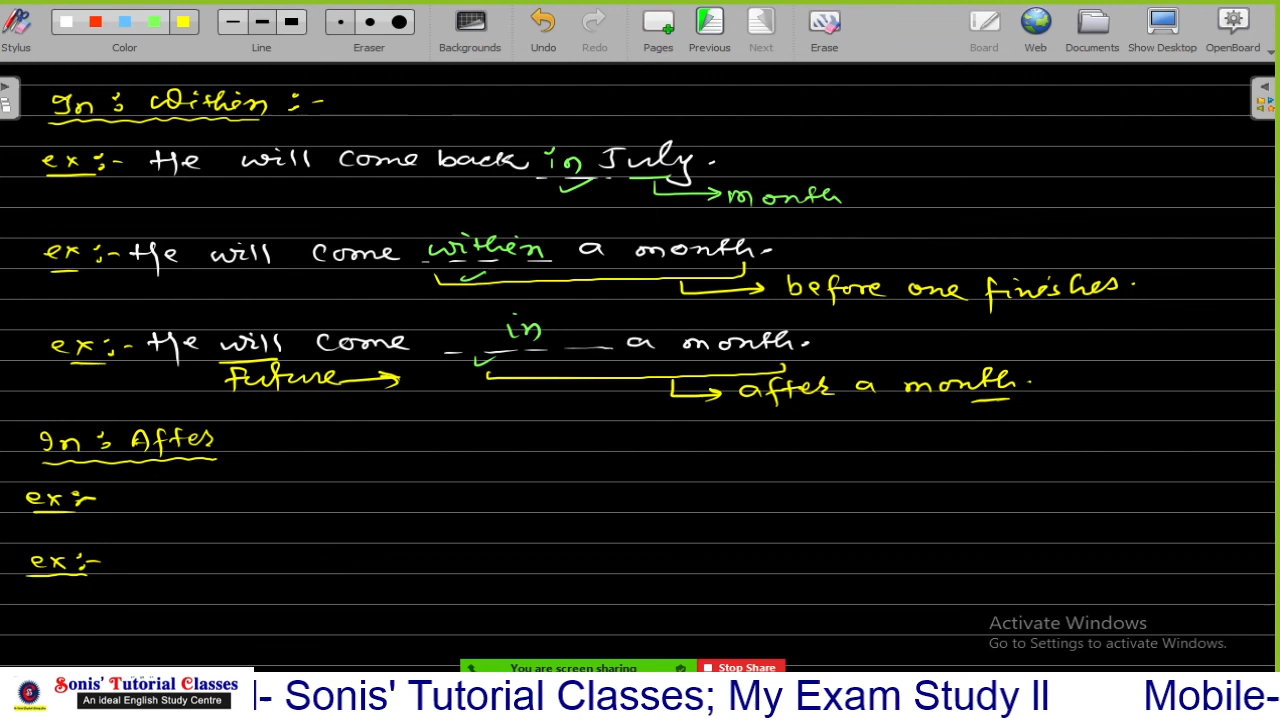 Stylus Color Line Eraser Backgrounds Undo Redo Pages Previous Next Erase Board Web Documents Show Desktop OpenBoard
In : Within :-
ex :- He will come back in July.
month
ex :- He will come within a month.
before one finishes.
ex :- He will come in a month.
Future
after a month.
In : After
ex :-
ex :-
Activate Windows
Go to Settings to activate Windows.
You are screen sharing Stop Share
Sonis' Tutorial Classes
An ideal English Study Centre
l- Sonis' Tutorial Classes; My Exam Study ll Mobile-